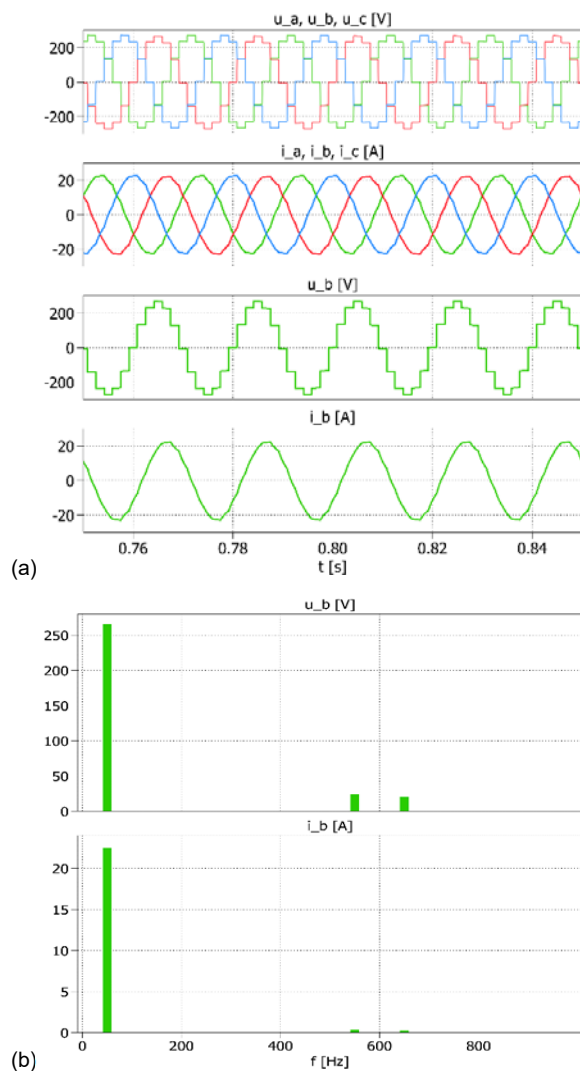 u_a, u_b, u_c [V]
200
0
-200
i_a, i_b, i_c [A]
20
0
-20
u_b [V]
200
0
-200
i_b [A]
20
0
-20
0.76 0.78 0.80 0.82 0.84
t [s]
(a)
u_b [V]
250
200
150
100
50
0
i_b [A]
20
15
10
5
0
0 200 400 600 800
f [Hz]
(b)